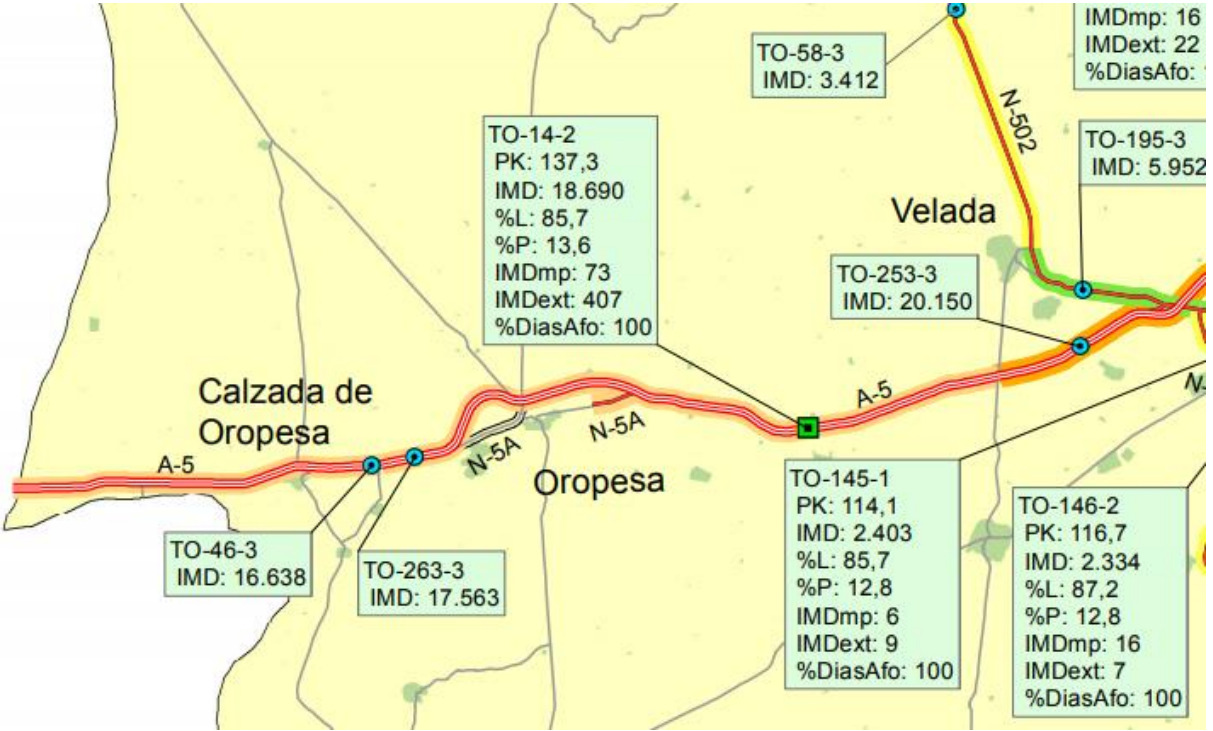 IMDmp: 16
IMDext: 22
%DiasAfo:
TO-58-3
IMD: 3.412
N-502
TO-14-2
PK: 137,3
IMD: 18.690
%L: 85,7
%P: 13,6
IMDmp: 73
IMDext: 407
%DiasAfo: 100
TO-195-3
IMD: 5.952
Velada
TO-253-3
IMD: 20.150
Calzada de
Oropesa
A-5
N-5A
A-5
N-5A
Oropesa
TO-46-3
IMD: 16.638
TO-263-3
IMD: 17.563
TO-145-1
PK: 114,1
IMD: 2.403
%L: 85,7
%P: 12,8
IMDmp: 6
IMDext: 9
%DiasAfo: 100
TO-146-2
PK: 116,7
IMD: 2.334
%L: 87,2
%P: 12,8
IMDmp: 16
IMDext: 7
%DiasAfo: 100